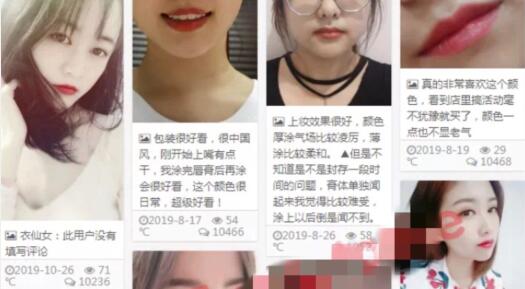 衣仙女：此用户没有
填写评论
2019-10-26 71
℃ 10236
包装很好看，很中国
风，刚开始上嘴有点
干，我涂完唇膏后再涂
会很好看，这个颜色很
日常，超级好看！
2019-8-17 54
℃ 10466
上妆效果很好，颜色
厚涂气场比较凌厉，薄
涂比较柔和。 ▲但是不
知道是不是封存一段时
间的问题，膏体单独闻
起来我觉得比较难受，
涂上以后倒是闻不到。
2019-8-26 58
℃
真的非常喜欢这个颜
色，看到店里搞活动毫
不犹豫就买了，颜色一
点也不显老气
2019-8-19 29
℃ 10468